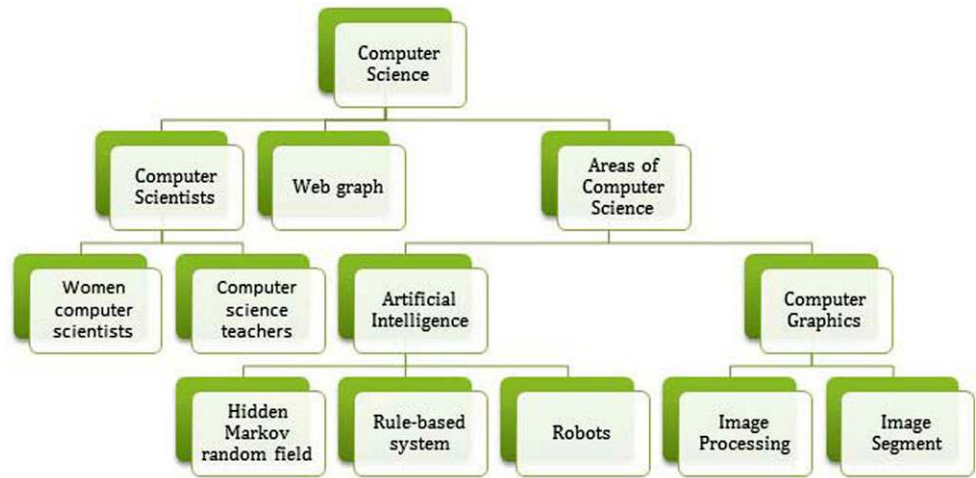 Computer
Science
Computer
Scientists
Web graph
Areas of
Computer
Science
Women
computer
scientists
Computer
science
teachers
Artificial
Intelligence
Computer
Graphics
Hidden
Markov
random field
Rule-based
system
Robots
Image
Processing
Image
Segment